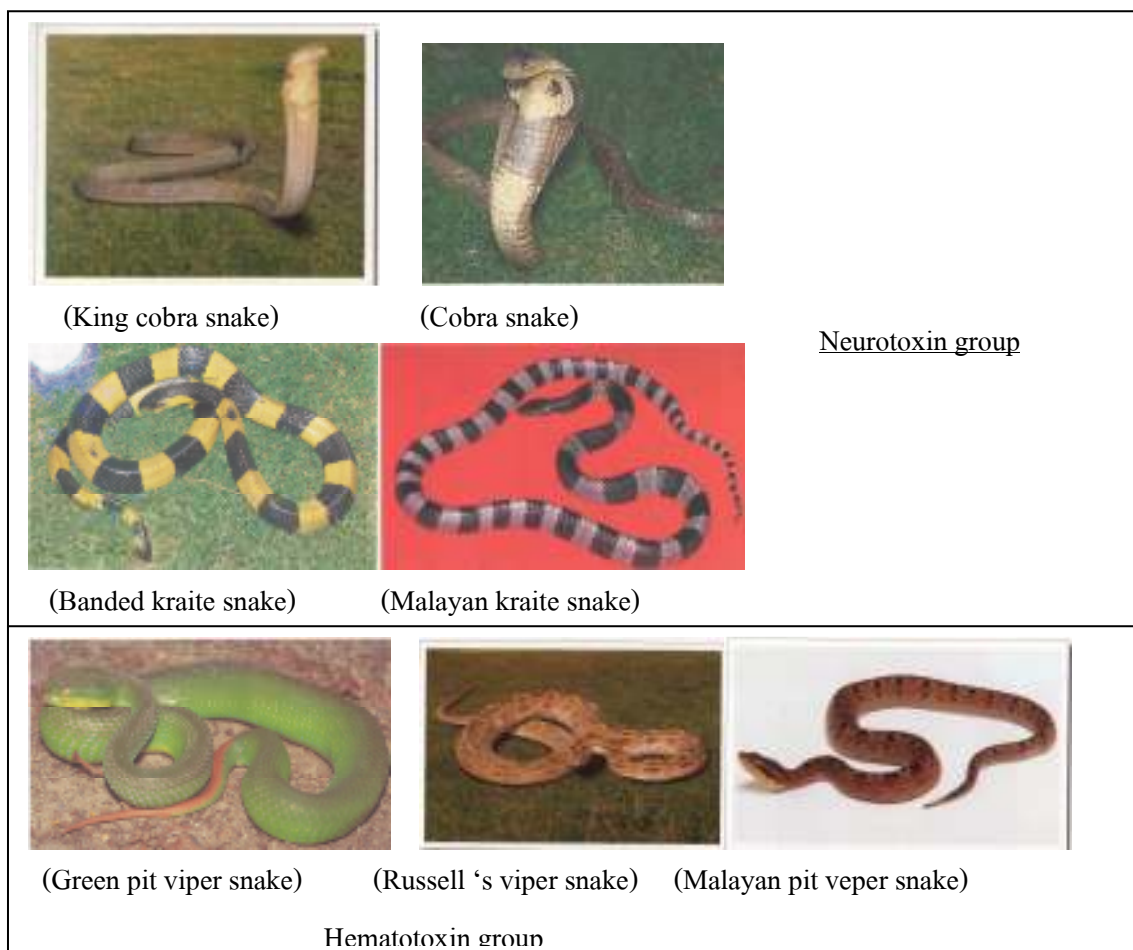 (King cobra snake) (Cobra snake)
Neurotoxin group
(Banded kraite snake) (Malayan kraite snake)
(Green pit viper snake) (Russell ‘s viper snake) (Malayan pit veper snake)
Hematotoxin group